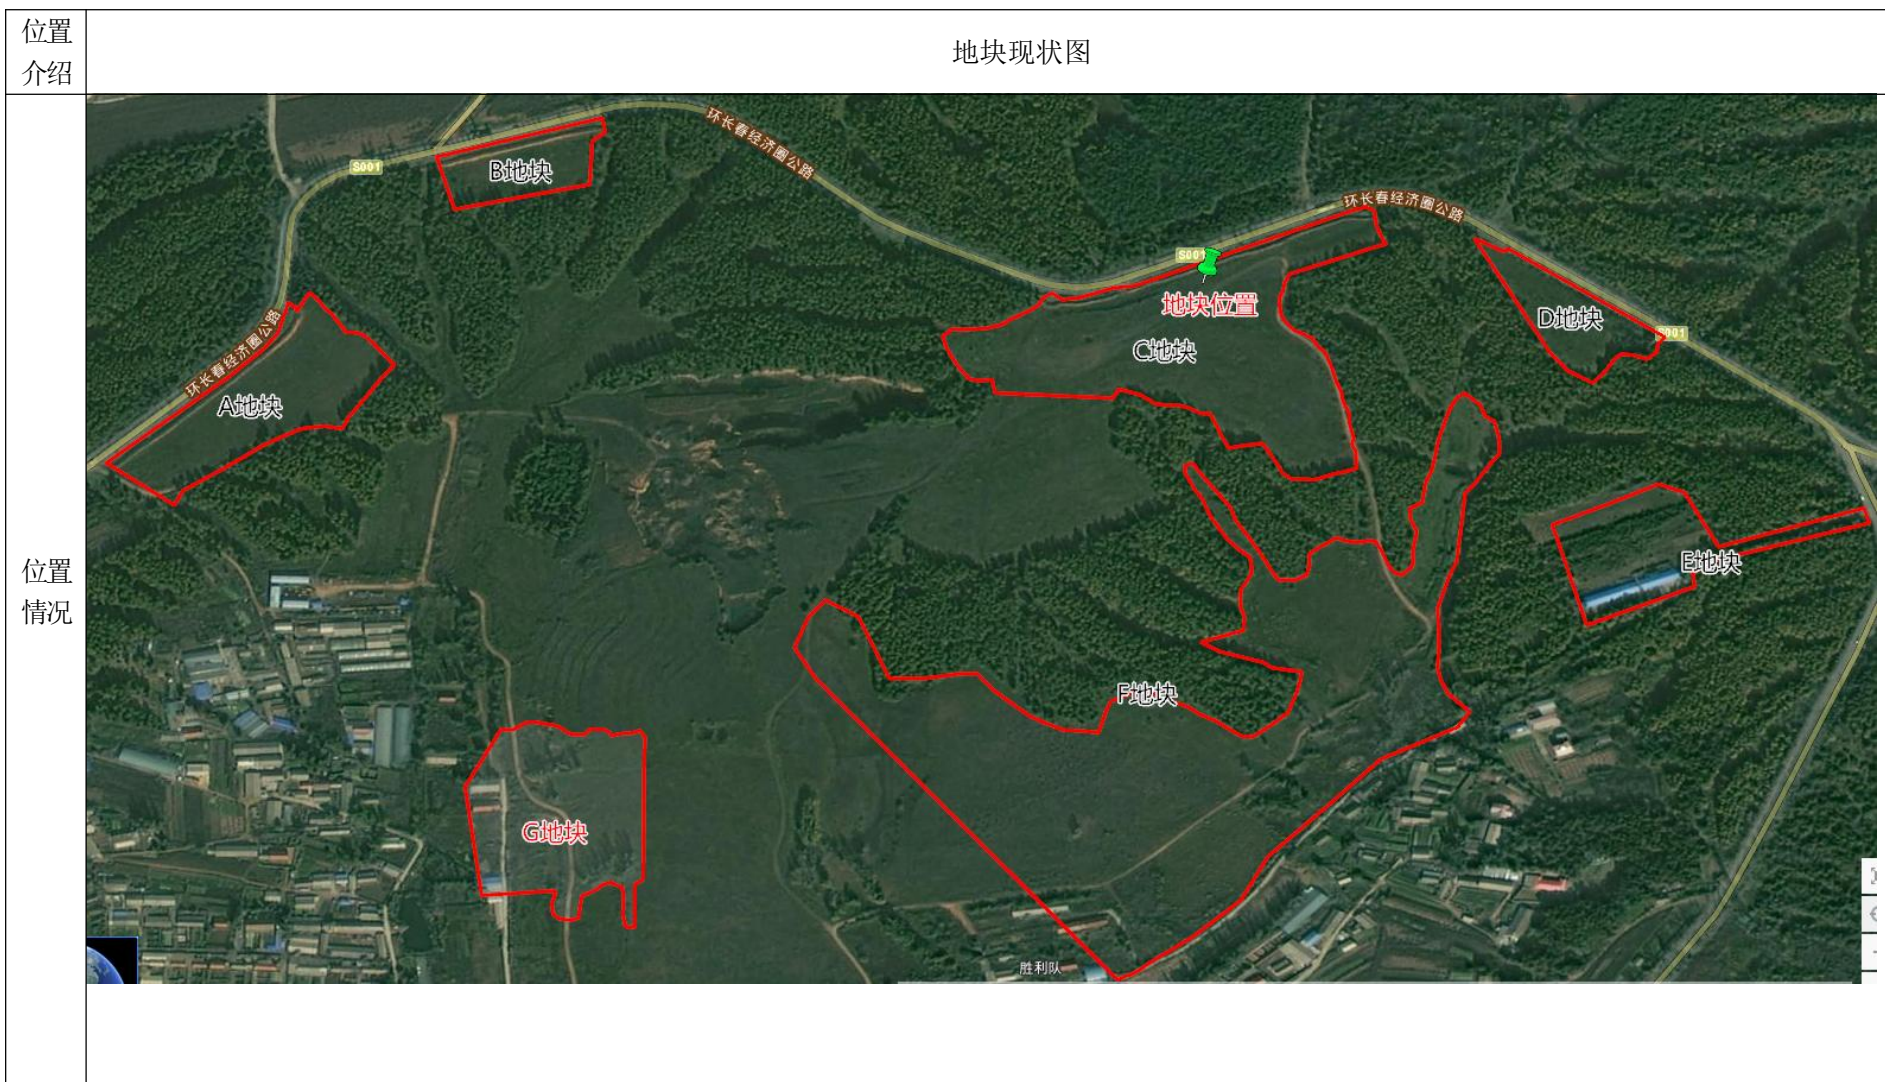 位置
介绍
地块现状图
位置
情况
环长春经济圈公路
S001
B地块
环长春经济圈公路
S001
地块位置
C地块
D地块
S001
环长春经济圈公路
A地块
E地块
F地块
G地块
胜利队